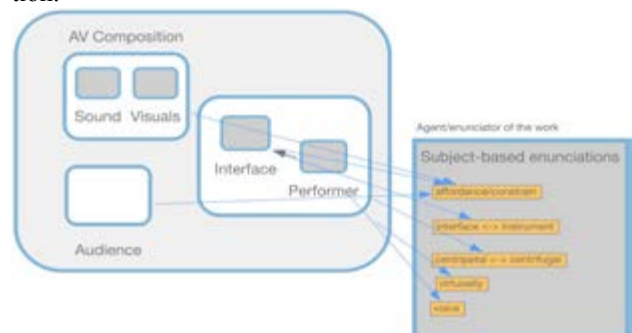 tion.
AV Composition
Sound Visuals
Interface
Performer
Audience
Agent/enunciator of the work
Subject-based enunciations
affordance/constrain
interface <-> instrument
centripetal <-> centrifugal
virtuosity
voice